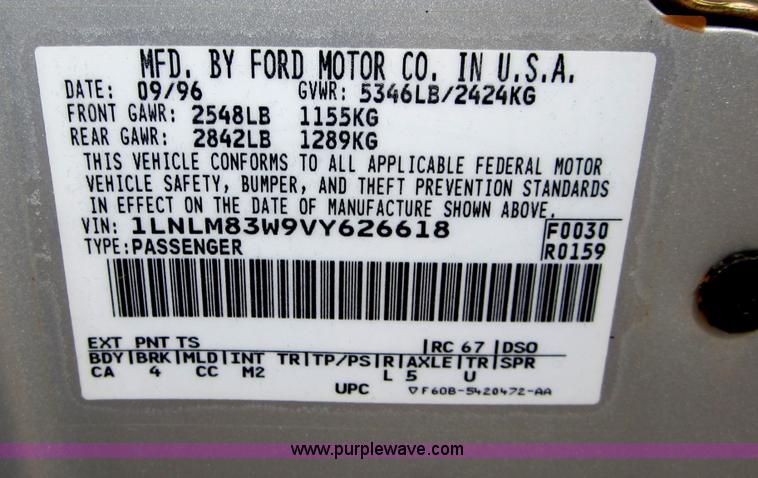 MFD. BY FORD MOTOR CO. IN U.S.A.
DATE: 09/96 GVWR: 5346LB/2424KG
FRONT GAWR: 2548LB 1155KG
REAR GAWR: 2842LB 1289KG
THIS VEHICLE CONFORMS TO ALL APPLICABLE FEDERAL MOTOR
VEHICLE SAFETY, BUMPER, AND THEFT PREVENTION STANDARDS
IN EFFECT ON THE DATE OF MANUFACTURE SHOWN ABOVE.
VIN: 1LNLM83W9VY626618 F0030
TYPE: PASSENGER R0159
EXT PNT TS |RC 67 |DSO
BDY|BRK|MLD|INT TR|TP/PS|R|AXLE|TR|SPR
CA 4 CC M2 L 5 U
UPC ▽F60B-5420472-AA
www.purplewave.com